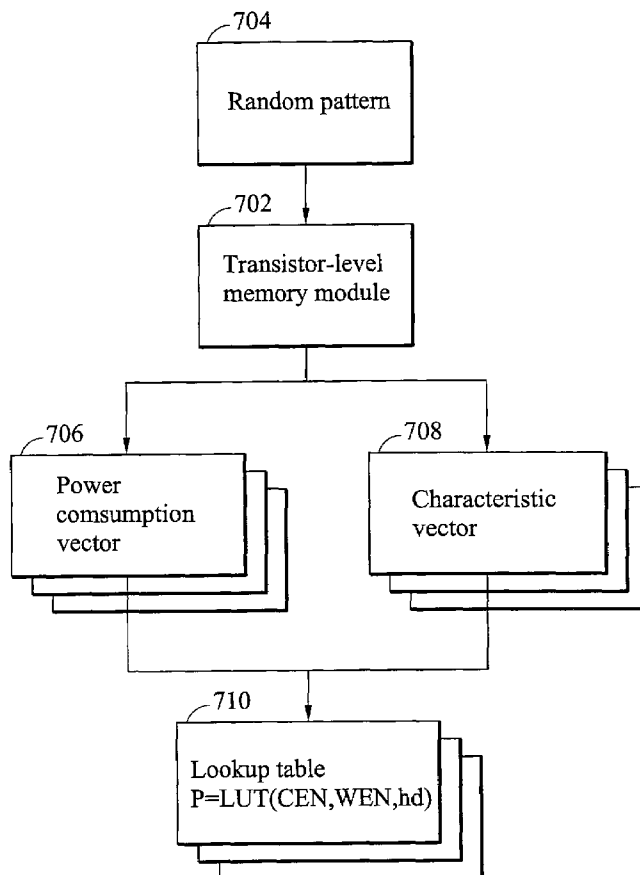 704
Random pattern
702
Transistor-level
memory module
706
Power
comsumption
vector
708
Characteristic
vector
710
Lookup table
P=LUT(CEN,WEN,hd)